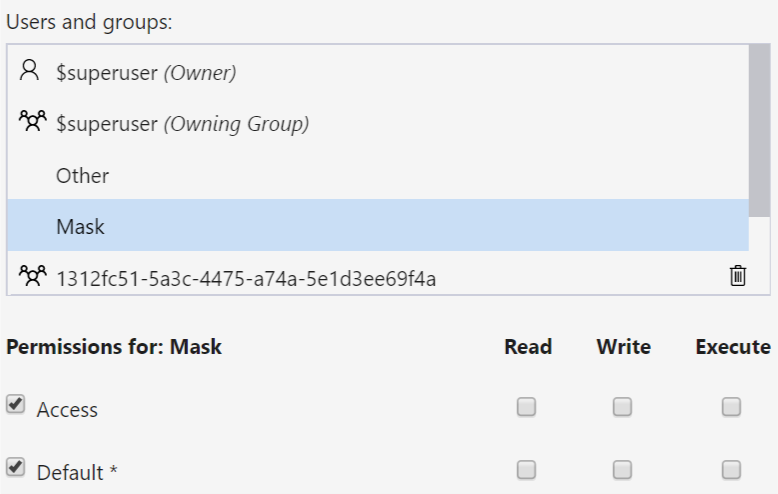 Users and groups:
$superuser (Owner)
$superuser (Owning Group)
Other
Mask
1312fc51-5a3c-4475-a74a-5e1d3ee69f4a
Permissions for: Mask Read Write Execute
Access
Default *